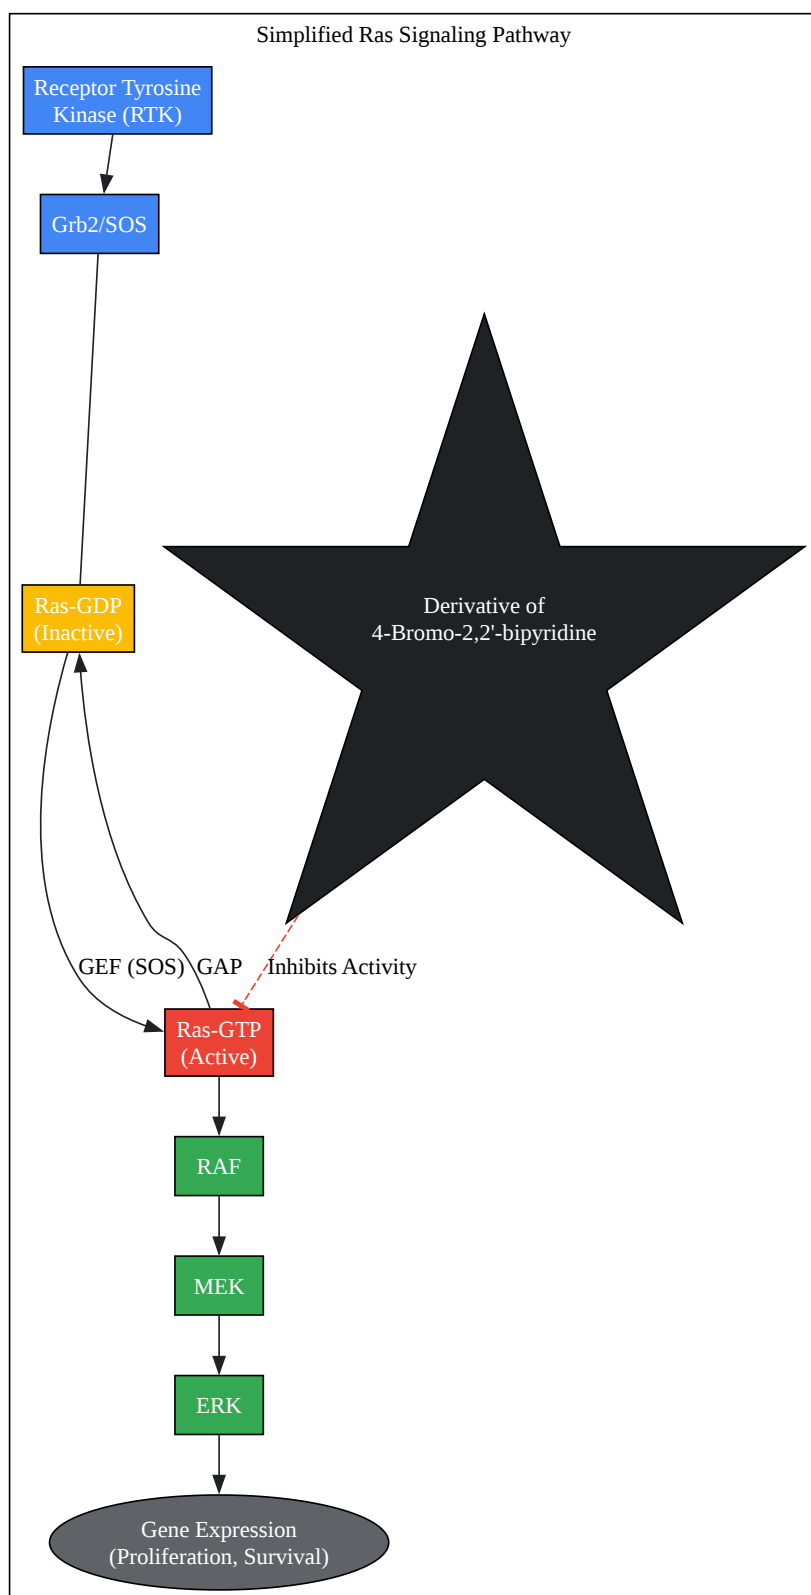 Simplified Ras Signaling Pathway
Receptor Tyrosine
Kinase (RTK)
Grb2/SOS
Derivative of
4-Bromo-2,2'-bipyridine
Ras-GDP
(Inactive)
GEF (SOS)
GAP
Inhibits Activity
Ras-GTP
(Active)
RAF
MEK
ERK
Gene Expression
(Proliferation, Survival)